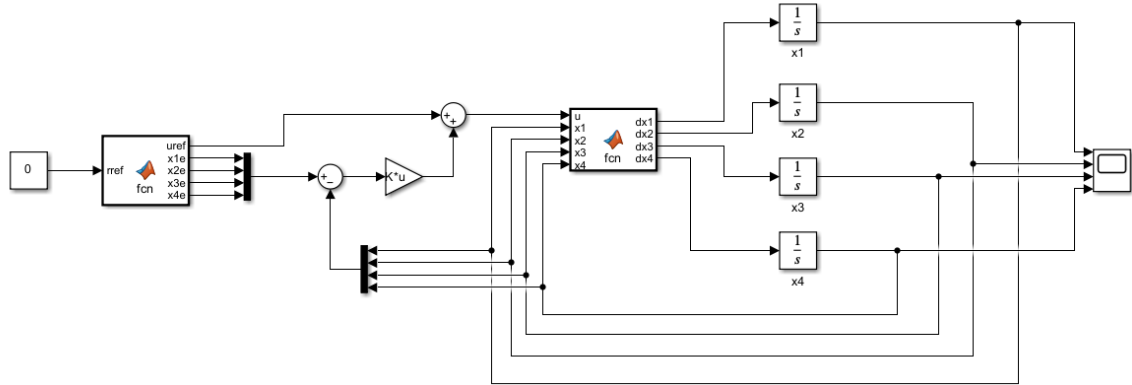 0
rref
fcn
uref
x1e
x2e
x3e
x4e
+
−
K*u
+
+
u
x1
x2
x3
x4
fcn
dx1
dx2
dx3
dx4
1
s
x1
1
s
x2
1
s
x3
1
s
x4